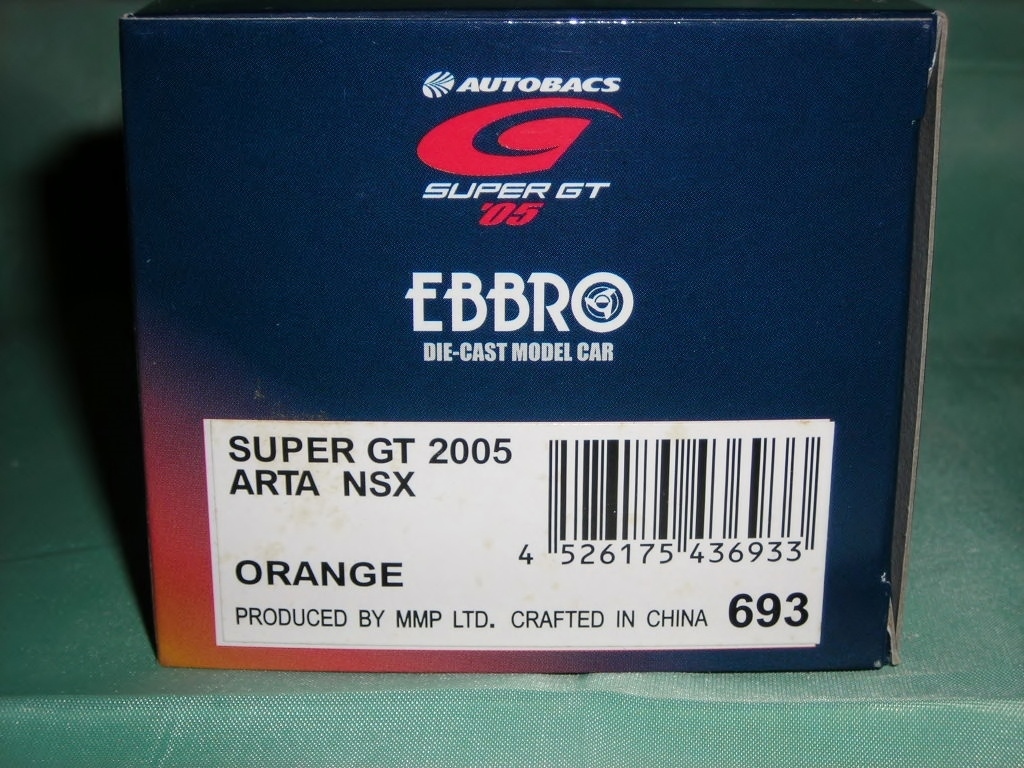 AUTOBACS
SUPER GT
'05
EBBRO
DIE-CAST MODEL CAR
SUPER GT 2005
ARTA NSX
4 526175 436933
ORANGE
PRODUCED BY MMP LTD. CRAFTED IN CHINA 693